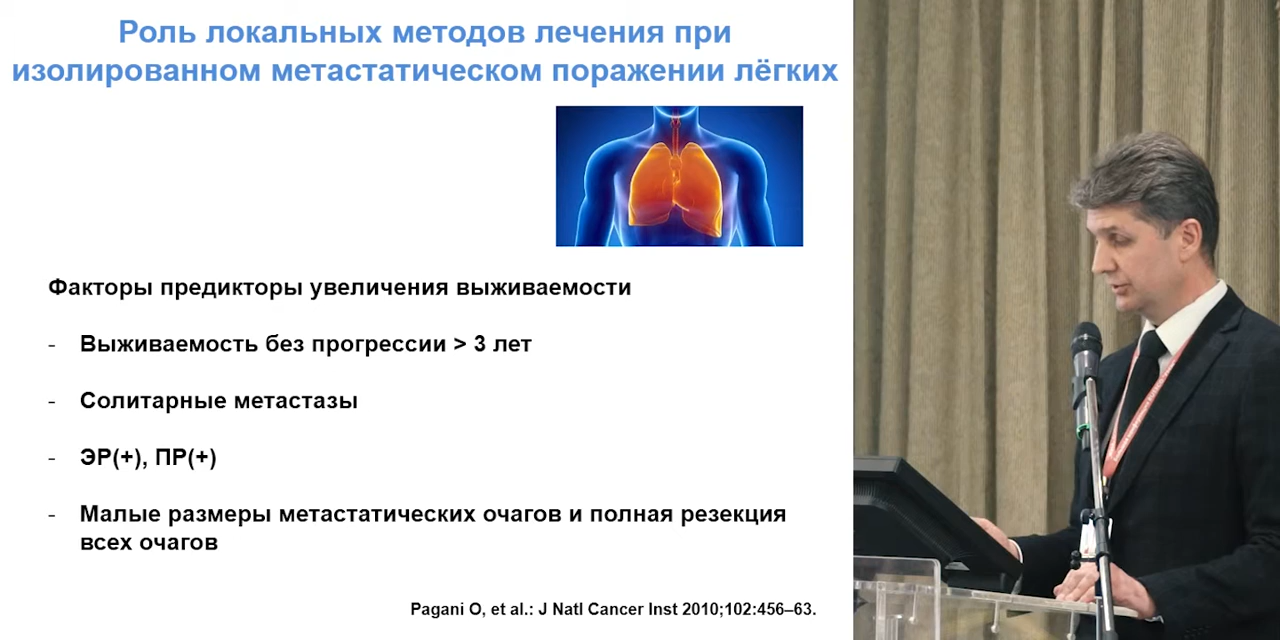 Роль локальных методов лечения при
изолированном метастатическом поражении лёгких
Факторы предикторы увеличения выживаемости
- Выживаемость без прогрессии > 3 лет
- Солитарные метастазы
- ЭР(+), ПР(+)
- Малые размеры метастатических очагов и полная резекция
всех очагов
Pagani O, et al.: J Natl Cancer Inst 2010;102:456–63.